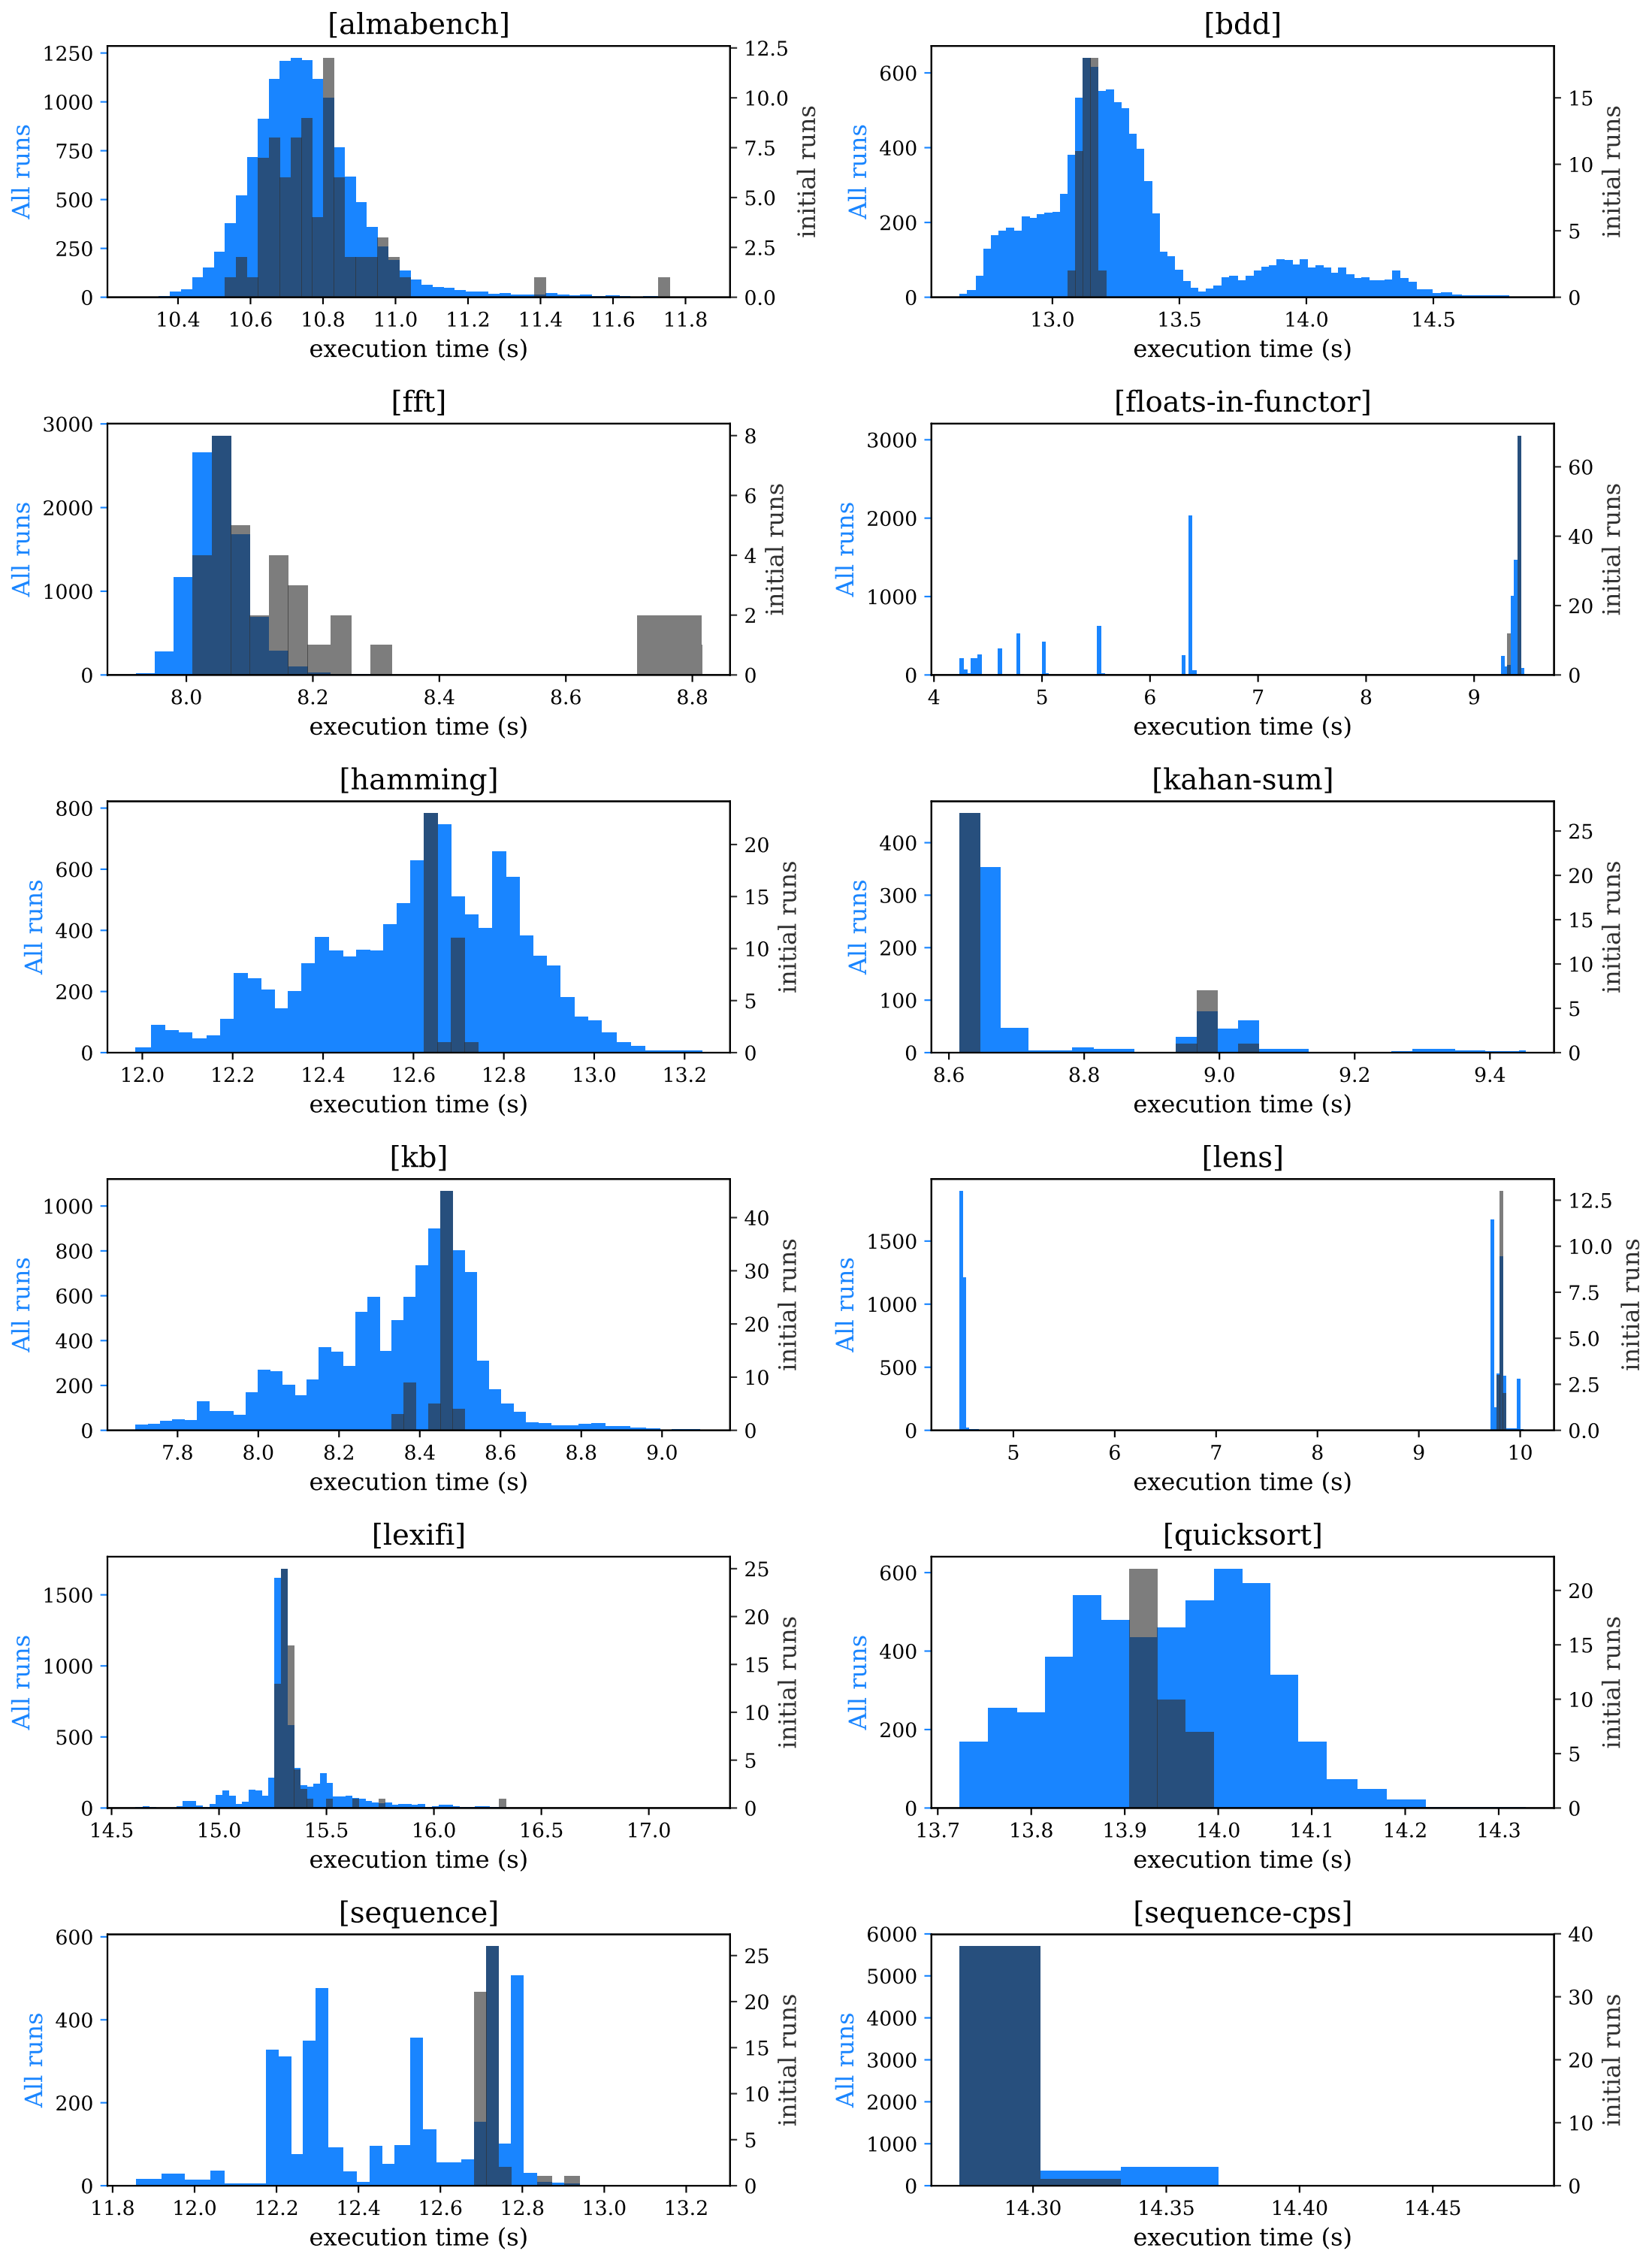 [almabench]
1250
1000
750
500
250
0
All runs
12.5
10.0
7.5
5.0
2.5
0.0
initial runs
10.4 10.6 10.8 11.0 11.2 11.4 11.6 11.8
execution time (s)
[bdd]
600
400
200
0
All runs
15
10
5
0
initial runs
13.0 13.5 14.0 14.5
execution time (s)
[fft]
3000
2000
1000
0
All runs
8
6
4
2
0
initial runs
8.0 8.2 8.4 8.6 8.8
execution time (s)
[floats-in-functor]
3000
2000
1000
0
All runs
60
40
20
0
initial runs
4 5 6 7 8 9
execution time (s)
[hamming]
800
600
400
200
0
All runs
20
15
10
5
0
initial runs
12.0 12.2 12.4 12.6 12.8 13.0 13.2
execution time (s)
[kahan-sum]
400
300
200
100
0
All runs
25
20
15
10
5
0
initial runs
8.6 8.8 9.0 9.2 9.4
execution time (s)
[kb]
1000
800
600
400
200
0
All runs
40
30
20
10
0
initial runs
7.8 8.0 8.2 8.4 8.6 8.8 9.0
execution time (s)
[lens]
1500
1000
500
0
All runs
12.5
10.0
7.5
5.0
2.5
0.0
initial runs
5 6 7 8 9 10
execution time (s)
[lexifi]
1500
1000
500
0
All runs
25
20
15
10
5
0
initial runs
14.5 15.0 15.5 16.0 16.5 17.0
execution time (s)
[quicksort]
600
400
200
0
All runs
20
15
10
5
0
initial runs
13.7 13.8 13.9 14.0 14.1 14.2 14.3
execution time (s)
[sequence]
600
400
200
0
All runs
25
20
15
10
5
0
initial runs
11.8 12.0 12.2 12.4 12.6 12.8 13.0 13.2
execution time (s)
[sequence-cps]
6000
5000
4000
3000
2000
1000
0
All runs
40
30
20
10
0
initial runs
14.30 14.35 14.40 14.45
execution time (s)